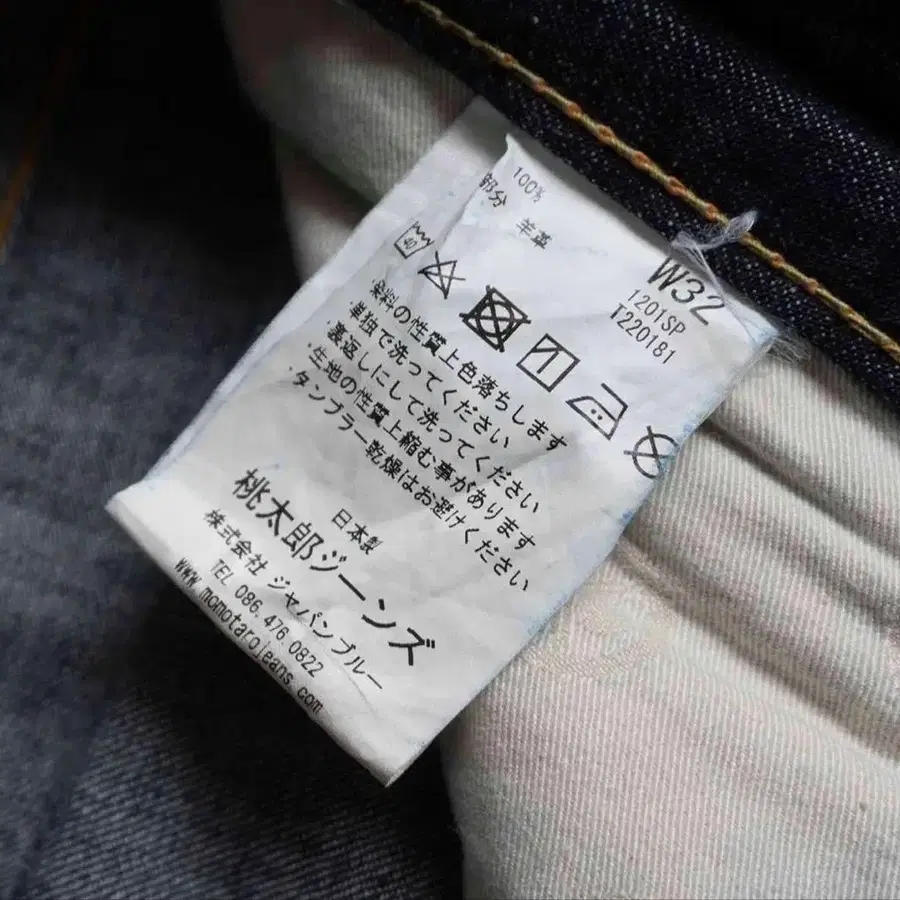 100%
部分 羊革
W32
1201SP
T220181
40
・染料の性質上色落ちします
・単独で洗ってください
・裏返しにして洗ってください
・生地の性質上縮む事があります
・タンブラー乾燥はお避けください
日本製
桃太郎ジーンズ
株式会社 ジャパンブルー
TEL 086.476.0822
www.momotarojeans.com